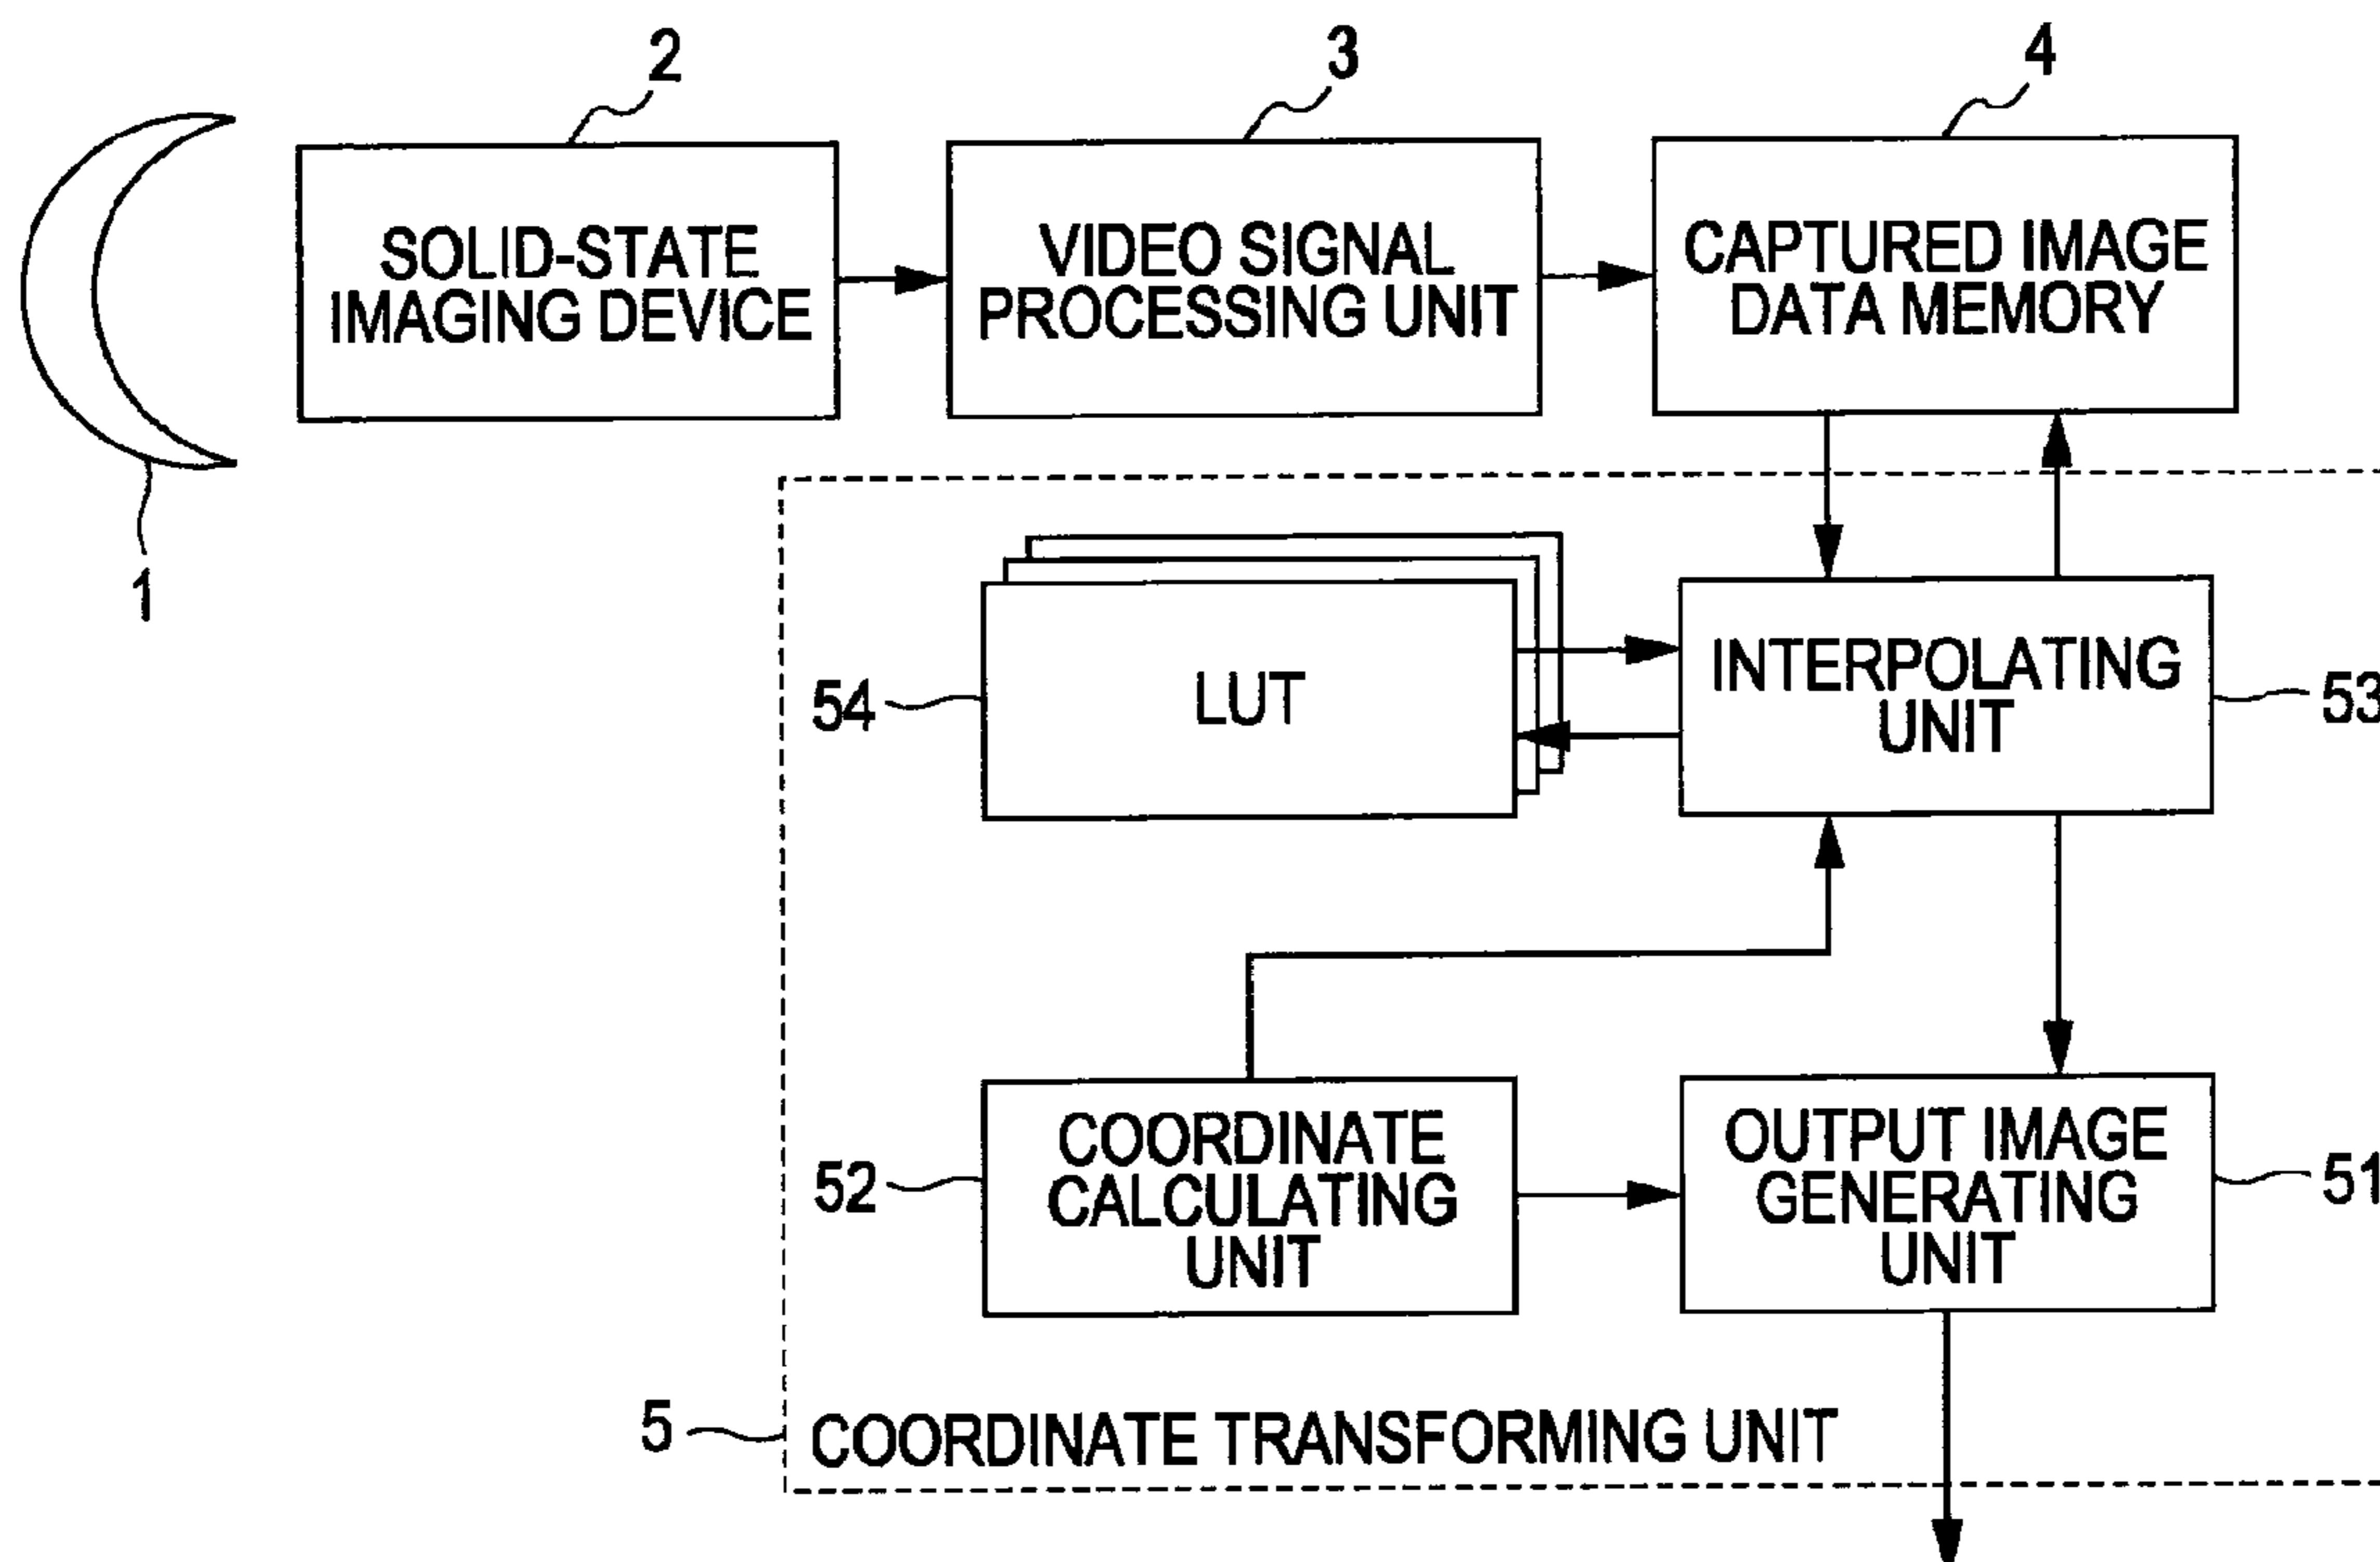 2
3
4
SOLID-STATE
IMAGING DEVICE
VIDEO SIGNAL
PROCESSING UNIT
CAPTURED IMAGE
DATA MEMORY
1
54
LUT
INTERPOLATING
UNIT
53
52
COORDINATE
CALCULATING
UNIT
OUTPUT IMAGE
GENERATING
UNIT
51
5
COORDINATE TRANSFORMING UNIT